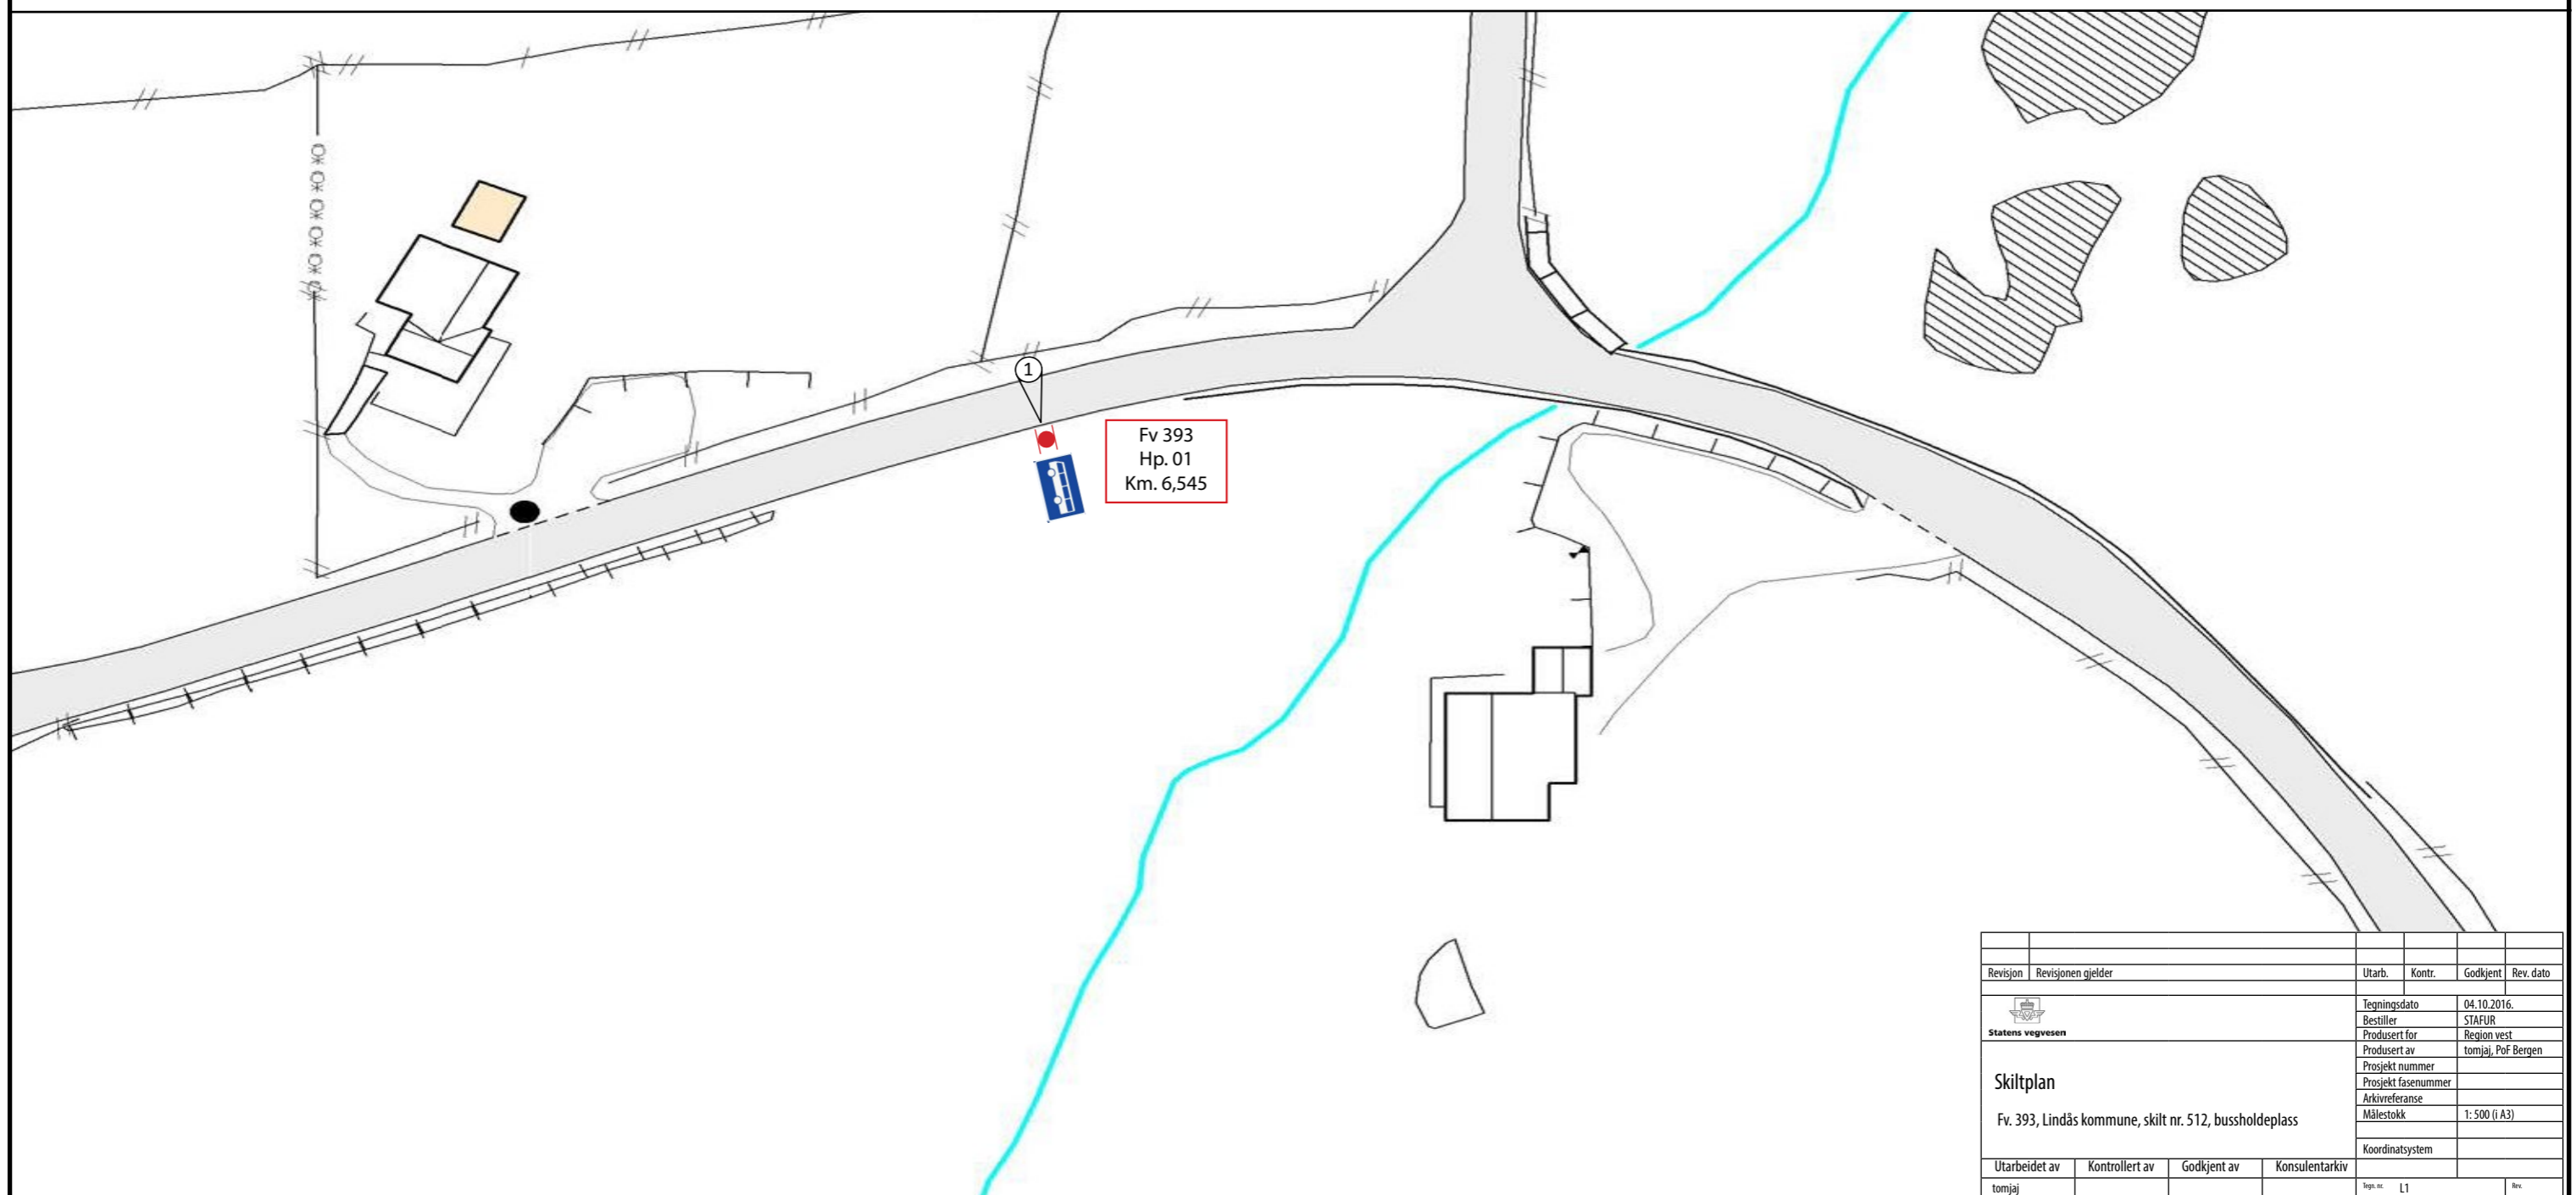 1
Fv 393
Hp. 01
Km. 6,545
Revisjon Revisjonen gjelder Utarb. Kontr. Godkjent Rev. dato
Statens vegvesen
Tegningsdato 04.10.2016.
Bestiller STAFUR
Produsert for Region vest
Produsert av tomjaj, PoF Bergen
Prosjekt nummer
Prosjekt fasenummer
Arkivreferanse
Målestokk 1: 500 (i A3)
Koordinatsystem
Skiltplan
Fv. 393, Lindås kommune, skilt nr. 512, bussholdeplass
Utarbeidet av Kontrollert av Godkjent av Konsulentarkiv
tomjaj Tegn. nr. L1 Rev.